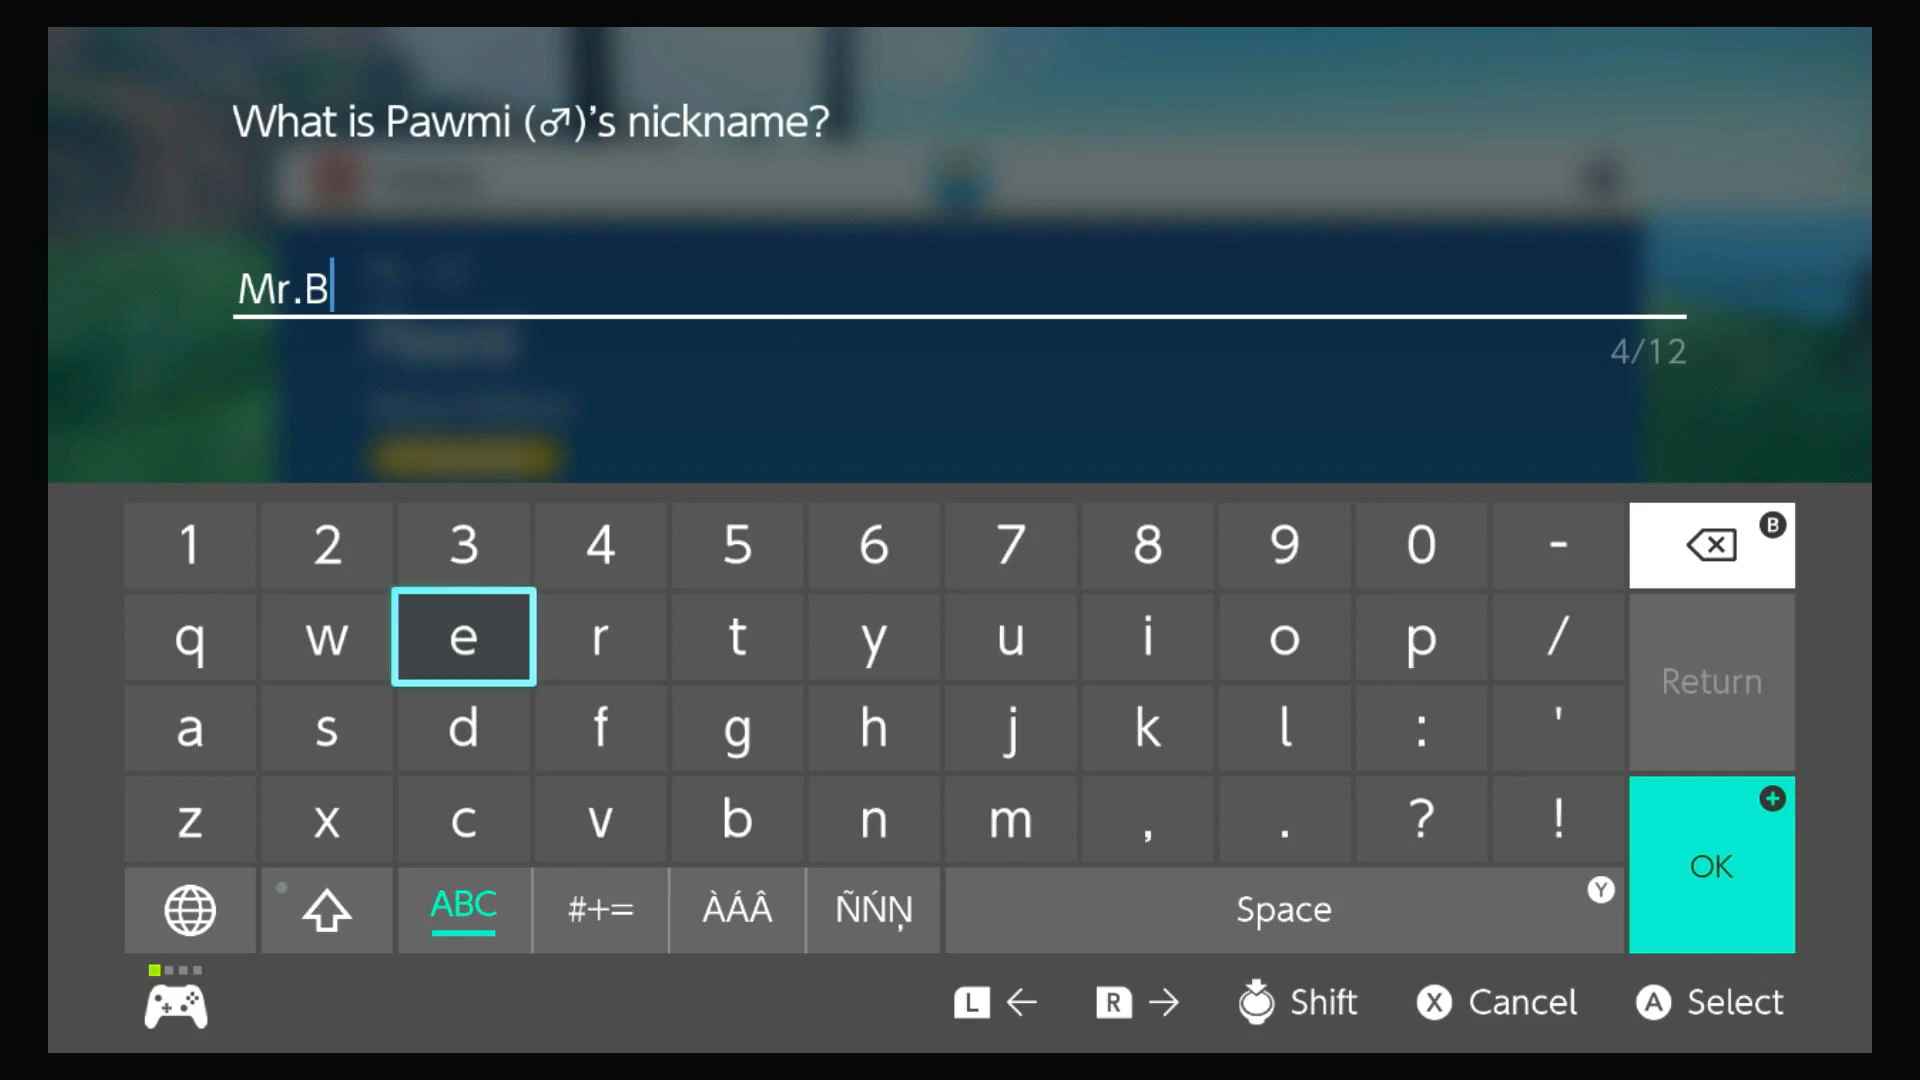 What is Pawmi (♂)'s nickname?
Mr.B
4/12
1 2 3 4 5 6 7 8 9 0 - B
q w e r t y u i o p / Return
a s d f g h j k l : '
z x c v b n m , . ? ! + OK
ABC #+= ÀÁÂ ÑŃŅ Space Y
L ← R → Shift X Cancel A Select